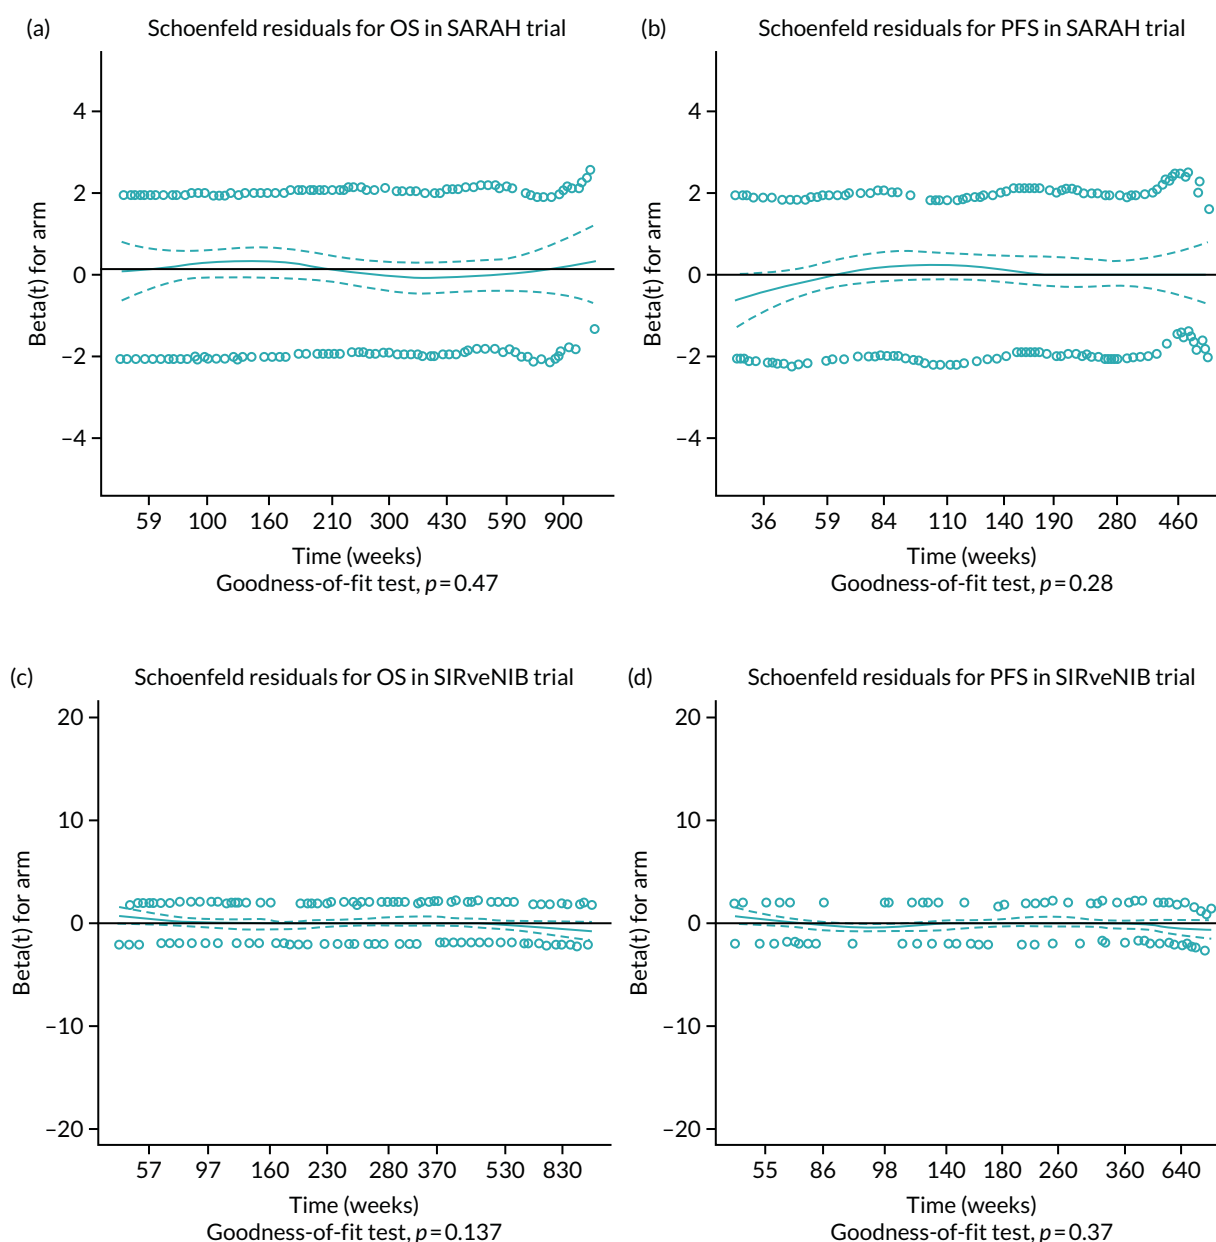 (a) Schoenfeld residuals for OS in SARAH trial
4
2
0
−2
−4
Beta(t) for arm
59 100 160 210 300 430 590 900
Time (weeks)
Goodness-of-fit test, p=0.47
(b) Schoenfeld residuals for PFS in SARAH trial
4
2
0
−2
−4
Beta(t) for arm
36 59 84 110 140 190 280 460
Time (weeks)
Goodness-of-fit test, p=0.28
(c) Schoenfeld residuals for OS in SIRveNIB trial
20
10
0
−10
−20
Beta(t) for arm
57 97 160 230 280 370 530 830
Time (weeks)
Goodness-of-fit test, p=0.137
(d) Schoenfeld residuals for PFS in SIRveNIB trial
20
10
0
−10
−20
Beta(t) for arm
55 86 98 140 180 260 360 640
Time (weeks)
Goodness-of-fit test, p=0.37